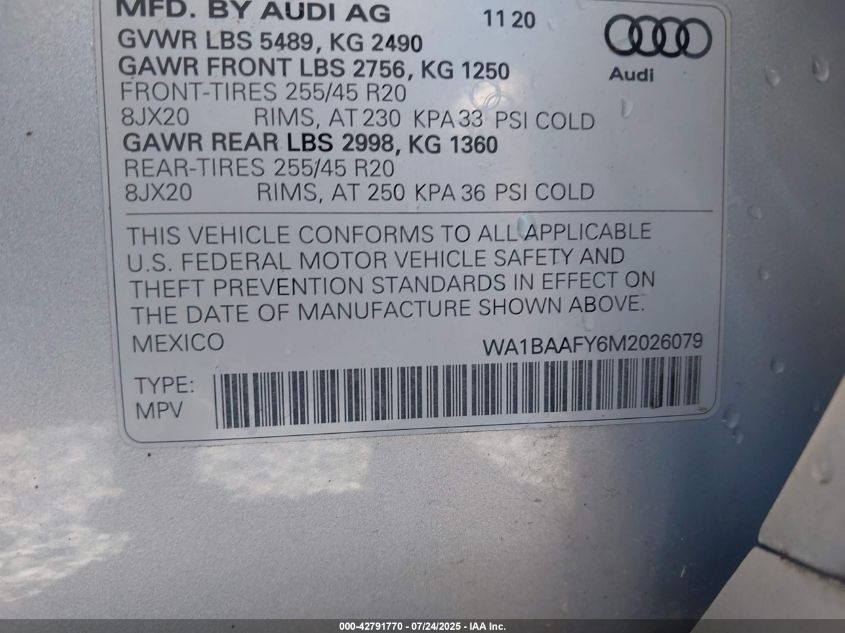 MFD. BY AUDI AG 11 20
GVWR LBS 5489, KG 2490
GAWR FRONT LBS 2756, KG 1250
Audi
FRONT-TIRES 255/45 R20
8JX20 RIMS, AT 230 KPA 33 PSI COLD
GAWR REAR LBS 2998, KG 1360
REAR-TIRES 255/45 R20
8JX20 RIMS, AT 250 KPA 36 PSI COLD
THIS VEHICLE CONFORMS TO ALL APPLICABLE
U.S. FEDERAL MOTOR VEHICLE SAFETY AND
THEFT PREVENTION STANDARDS IN EFFECT ON
THE DATE OF MANUFACTURE SHOWN ABOVE.
MEXICO WA1BAAFY6M2026079
TYPE:
MPV
000-42791770 - 07/24/2025 - IAA Inc.